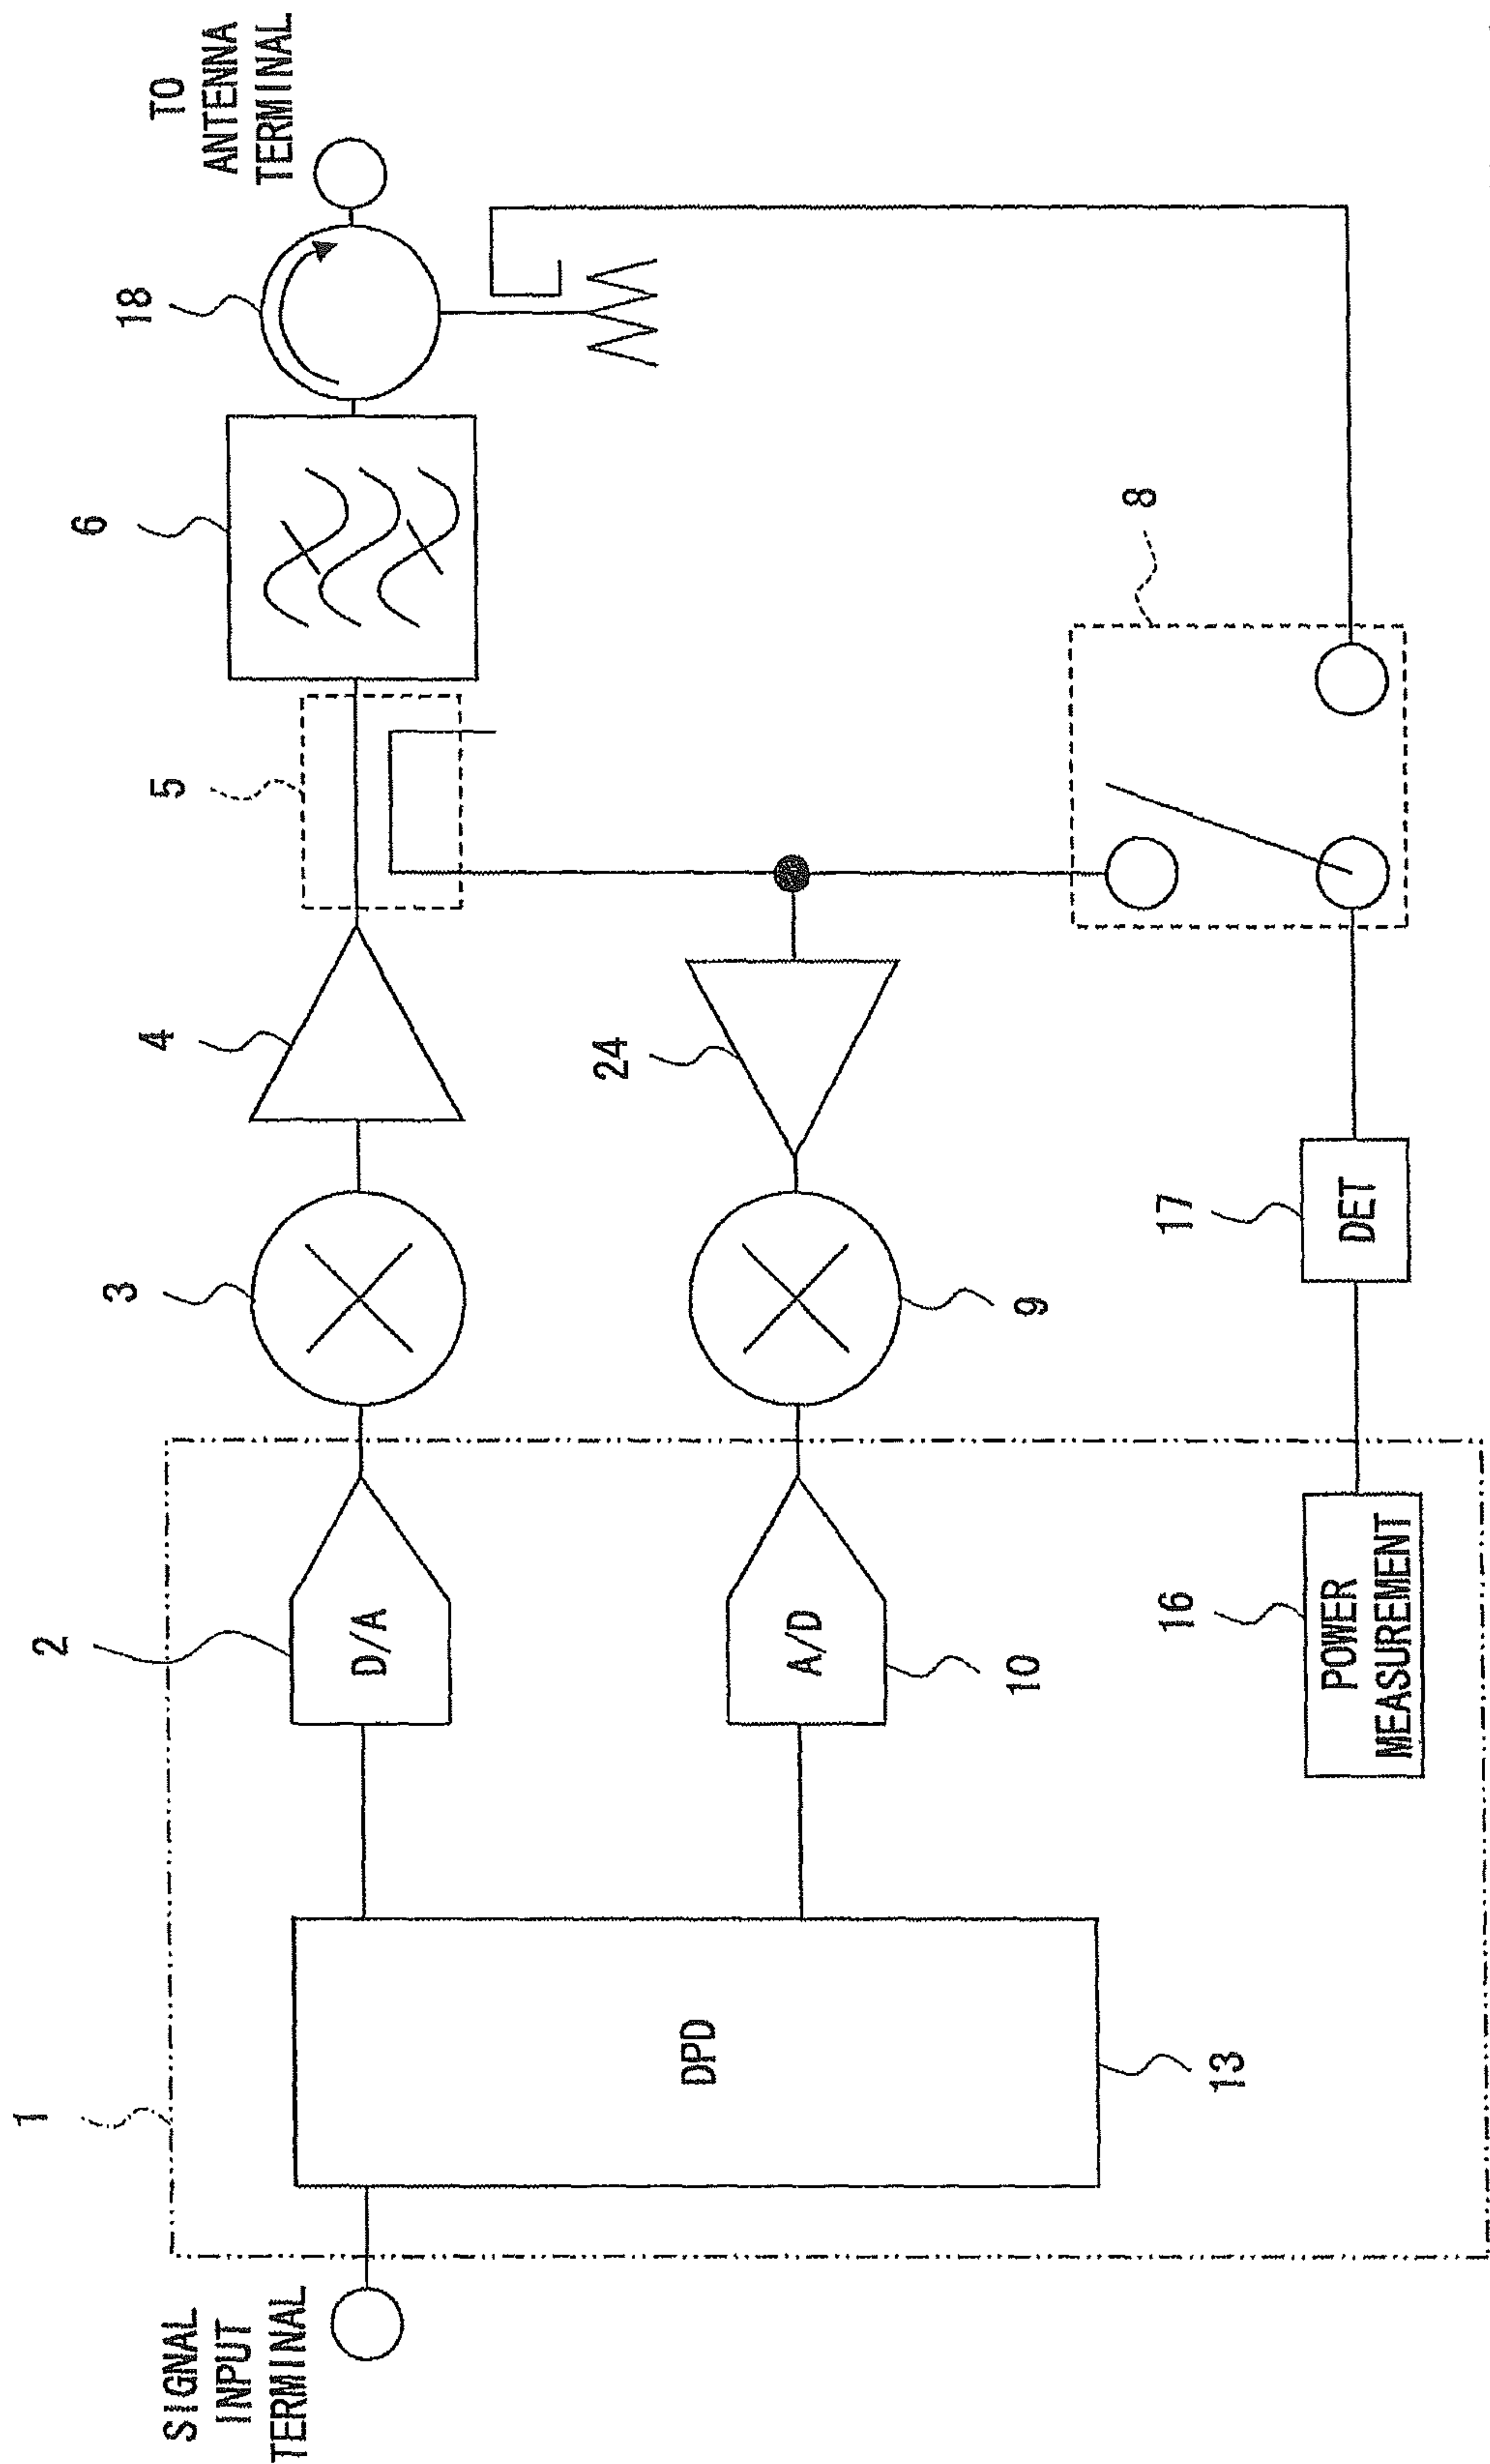 SIGNAL
INPUT
TERMINAL
1
DPD
13
2
D/A
A/D
10
16
POWER
MEASUREMENT
3
9
17
DET
4
24
5
8
6
18
TO
ANTENNA
TERMINAL